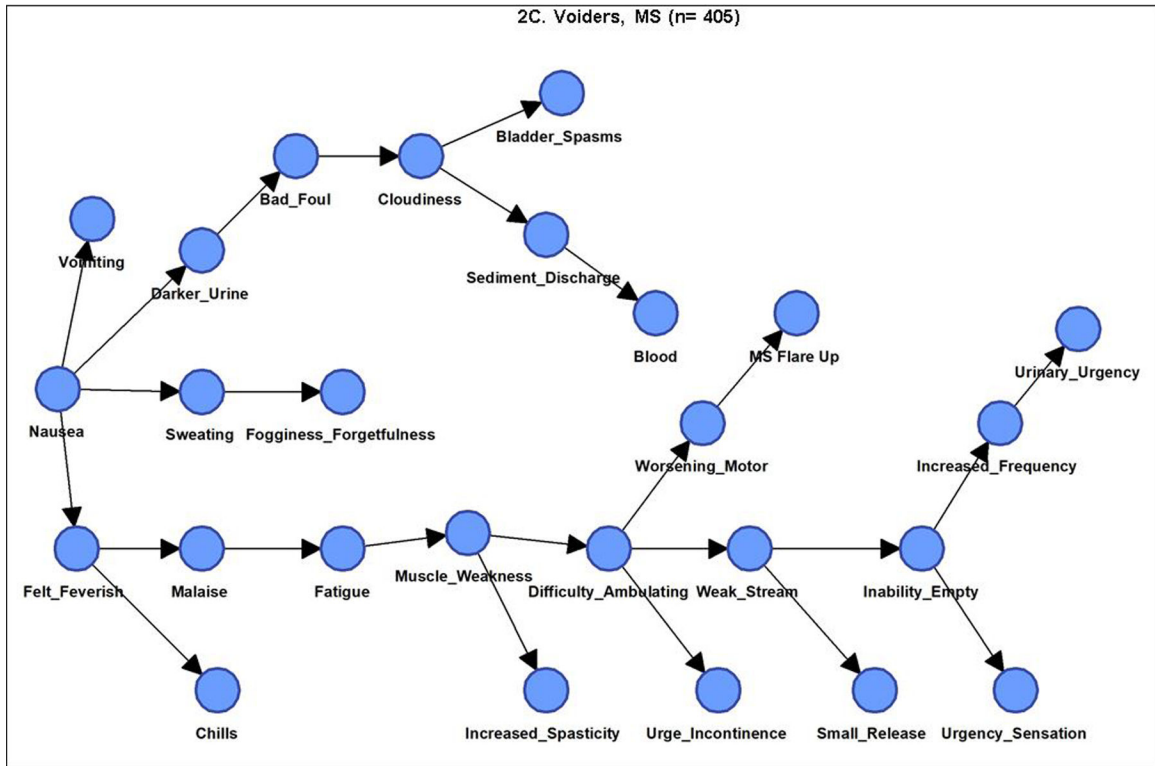 2C. Voiders, MS (n= 405)
Bladder_Spasms
Bad_Foul
Cloudiness
Vomiting
Darker_Urine
Sediment_Discharge
Blood
MS Flare Up
Urinary_Urgency
Nausea
Sweating
Fogginess_Forgetfulness
Worsening_Motor
Increased_Frequency
Felt_Feverish
Malaise
Fatigue
Muscle_Weakness
Difficulty_Ambulating
Weak_Stream
Inability_Empty
Chills
Increased_Spasticity
Urge_Incontinence
Small_Release
Urgency_Sensation